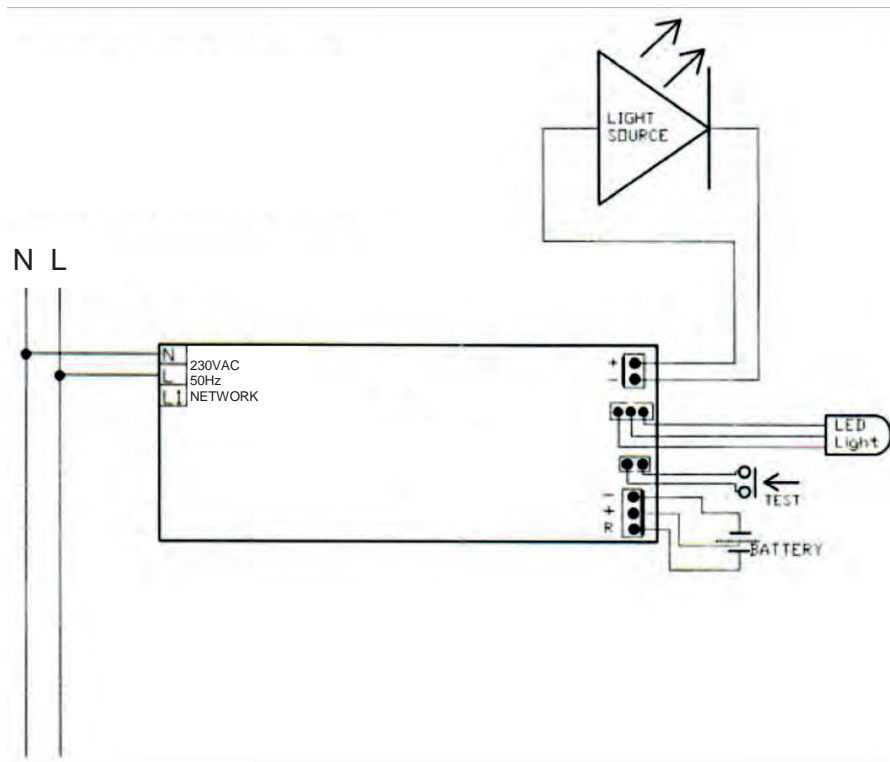 LIGHT
SOURCE
N L
N
230VAC
L
50Hz
L1
NETWORK
+
-
LED
Light
TEST
-
+
R
BATTERY